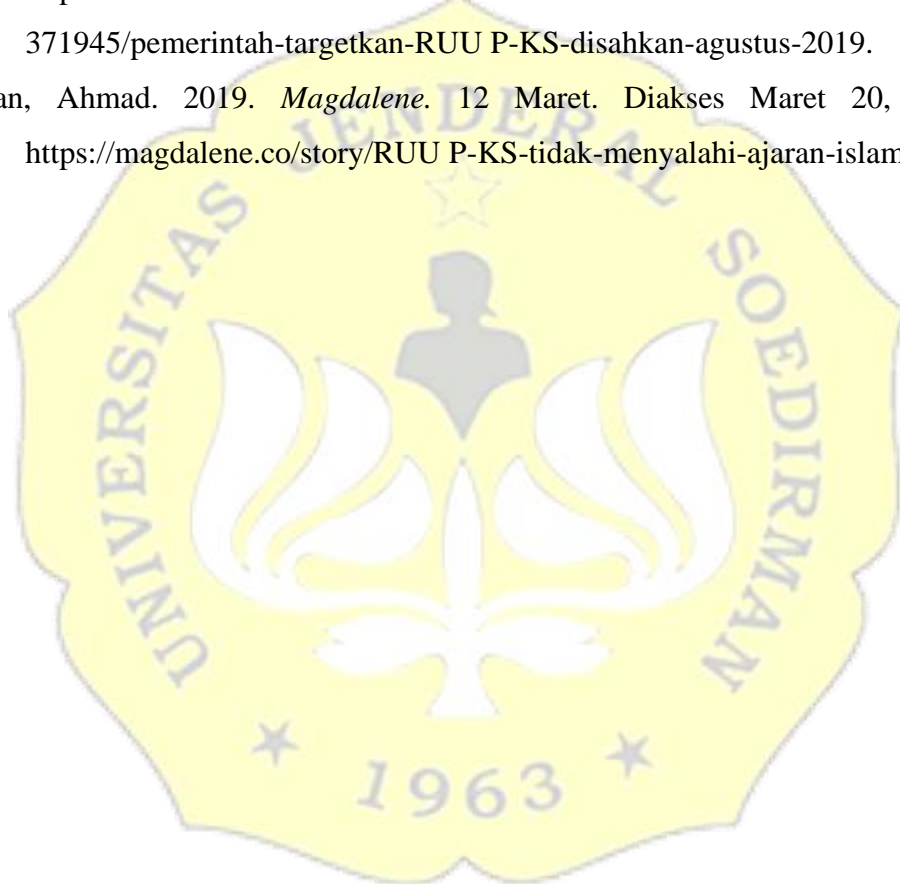 371945/pemerintah-targetkan-RUU P-KS-disahkan-agustus-2019.
an, Ahmad. 2019. Magdalene. 12 Maret. Diakses Maret 20,
https://magdalene.co/story/RUU P-KS-tidak-menyalahi-ajaran-islam
UNIVERSITAS JENDERAL SOEDIRMAN
1963